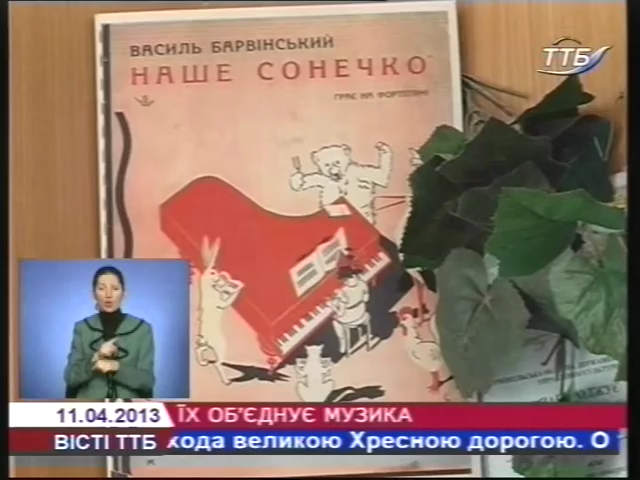 ВАСИЛЬ БАРВІНСЬКИЙ
ТТБ
НАШЕ СОНЕЧКО
ГРАЄ НА ФОРТЕПІЯНІ
11.04.2013 ЇХ ОБ'ЄДНУЄ МУЗИКА
ВІСТІ ТТБ хода великою Хресною дорогою. О